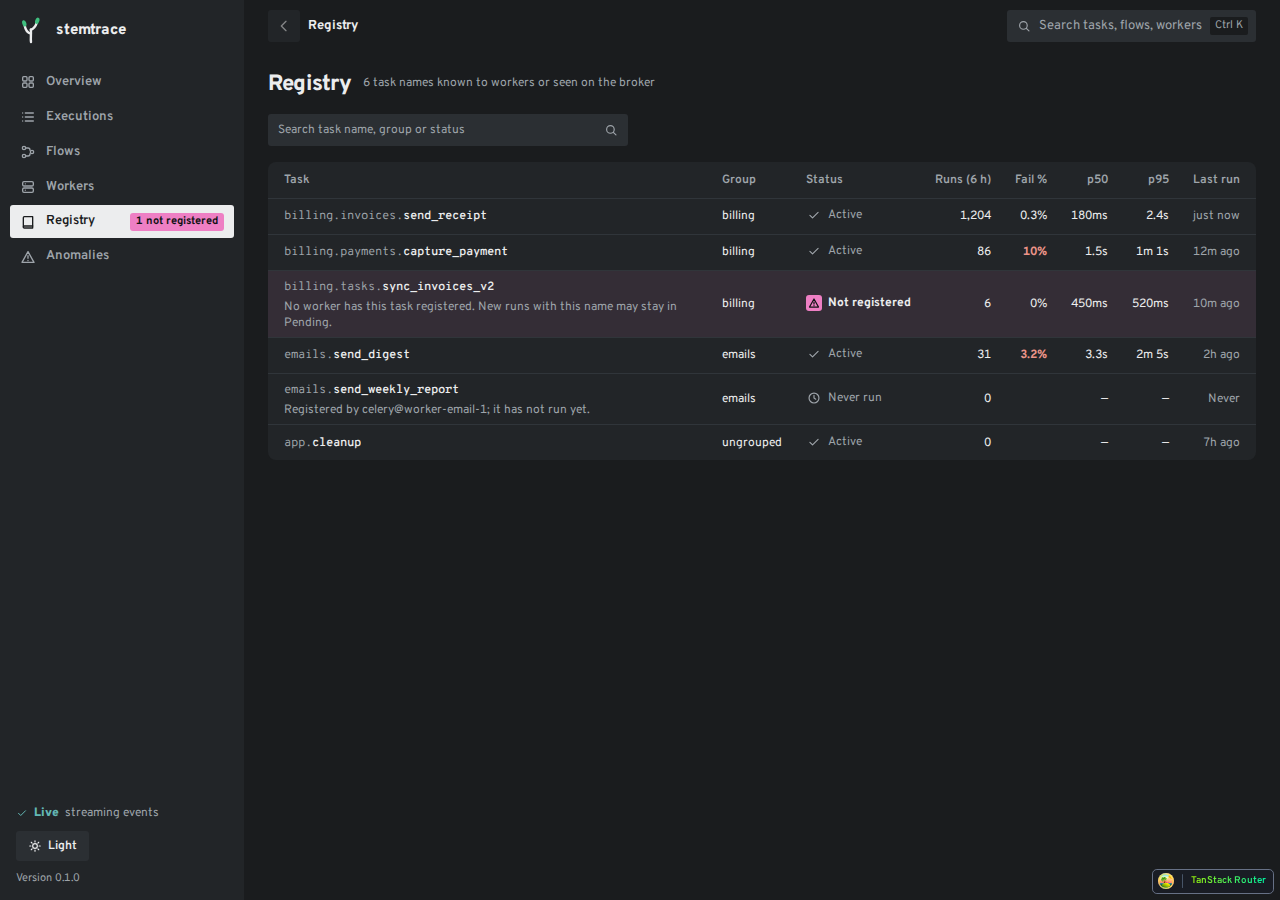 stemtrace
Overview
Executions
Flows
Workers
Registry 1 not registered
Anomalies
Live streaming events
Light
Version 0.1.0
Registry
Search tasks, flows, workers Ctrl K
Registry 6 task names known to workers or seen on the broker
Search task name, group or status
Task Group Status Runs (6 h) Fail % p50 p95 Last run
billing.invoices.send_receipt billing Active 1,204 0.3% 180ms 2.4s just now
billing.payments.capture_payment billing Active 86 10% 1.5s 1m 1s 12m ago
billing.tasks.sync_invoices_v2 billing Not registered 6 0% 450ms 520ms 10m ago
No worker has this task registered. New runs with this name may stay in
Pending.
emails.send_digest emails Active 31 3.2% 3.3s 2m 5s 2h ago
emails.send_weekly_report emails Never run 0 – – Never
Registered by celery@worker-email-1; it has not run yet.
app.cleanup ungrouped Active 0 – – 7h ago
TanStack Router